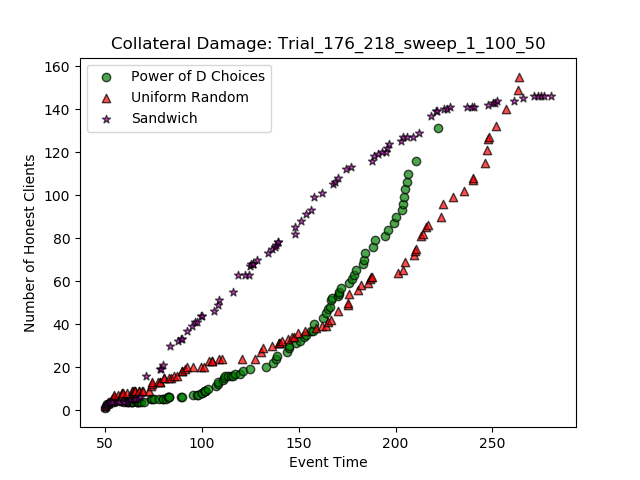 Collateral Damage: Trial_176_218_sweep_1_100_50
160
140
120
100
80
60
40
20
0
Number of Honest Clients
Power of D Choices
Uniform Random
Sandwich
50
100
150
200
250
Event Time